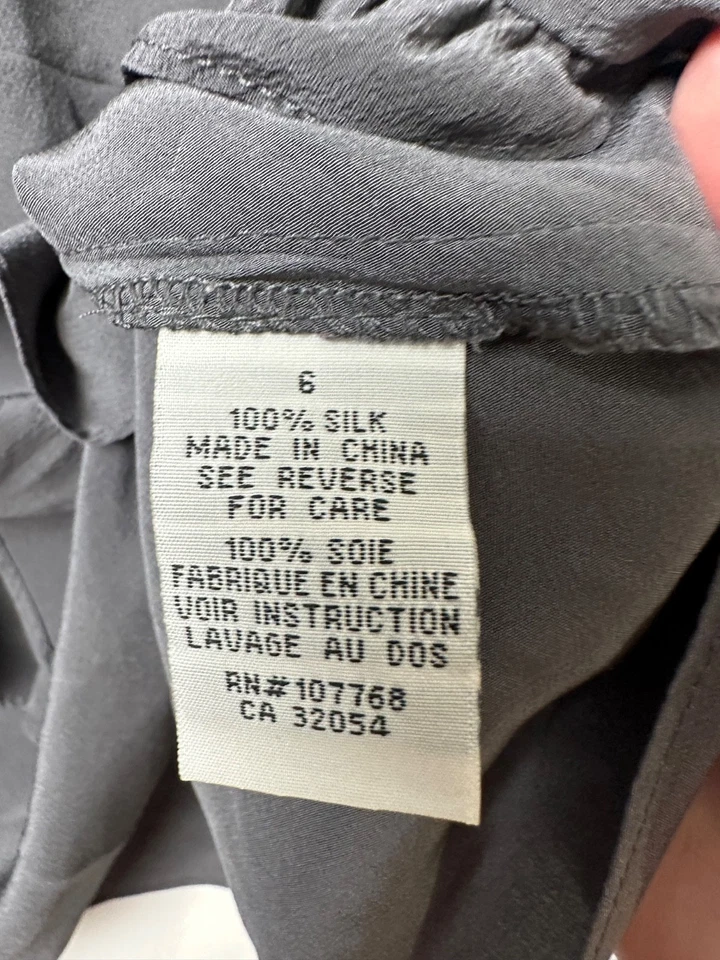 6
100% SILK
MADE IN CHINA
SEE REVERSE
FOR CARE
100% SOIE
FABRIQUE EN CHINE
VOIR INSTRUCTION
LAVAGE AU DOS
RN#107768
CA 32054